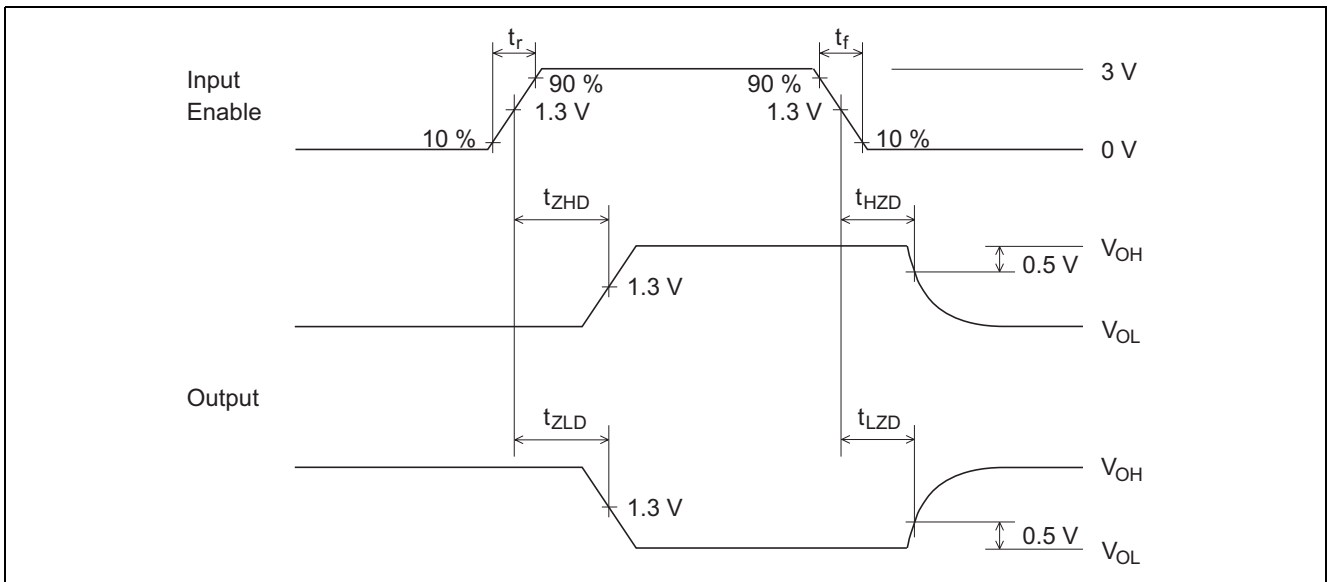 tr
tf
Input
Enable
90 %
90 %
3 V
1.3 V
1.3 V
10 %
10 %
0 V
tZHD
tHZD
VOH
0.5 V
1.3 V
VOL
Output
tZLD
tLZD
VOH
1.3 V
0.5 V
VOL